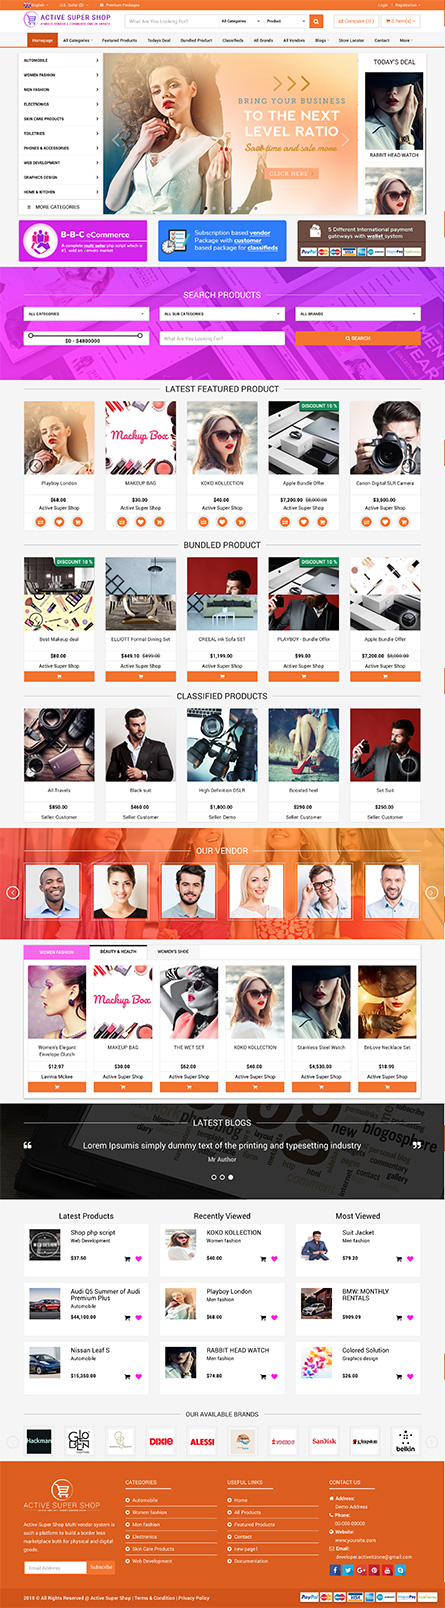 English
U.S. Dollar ($)
Premium Packages
Login
Registration
ACTIVE SUPER SHOP
What Are You Looking For?
All Categories
Product
Compare ( 0 )
0 Item(s)
Homepage
All Categories
Featured Products
Todays Deal
Bundled Product
Classifieds
All Brands
All Vendors
Blogs
Store Locator
Contact
More
AUTOMOBILE
WOMEN FASHION
MEN FASHION
ELECTRONICS
SKIN CARE PRODUCTS
TOILETRIES
PHONES & ACCESSORIES
WEB DEVELOPMENT
GRAPHICS DESIGN
HOME & KITCHEN
MORE CATEGORIES
BRING YOUR BUSINESS
TO THE NEXT
LEVEL RATIO
Save time and sale more
CLICK HERE
TODAY'S DEAL
RABBIT HEAD WATCH
B-B-C eCommerce
A complete multi seller php script which is
#1 sold on market
Subscription based vendor
Package with customer
based package for classifieds
5 Different International payment
gateways with wallet system
SEARCH PRODUCTS
ALL CATEGORIES
ALL SUB CATEGORIES
ALL BRANDS
$0 - $4800000
What Are You Looking For?
SEARCH
LATEST FEATURED PRODUCT
DISCOUNT 10 %
Mackup Box
Playboy London
MAKEUP BAG
KOKO KOLLECTION
Apple Bundle Offer
Canon Digital SLR Camera
$68.00
$30.00
$40.00
$7,200.00 $8,000.00
$3,500.00
Active Super Shop
Active Super Shop
Active Super Shop
Active Super Shop
Active Super Shop
BUNDLED PRODUCT
DISCOUNT 10 %
DISCOUNT 10 %
Best Makeup deal
ELLIOTT Formal Dining Set
CREEAL ink Sofa SET
PLAYBOY - Bundle Offer
Apple Bundle Offer
$80.00
$449.10 $499.00
$1,199.00
$99.00
$7,200.00 $8,000.00
Active Super Shop
Active Super Shop
Active Super Shop
Active Super Shop
Active Super Shop
CLASSIFIED PRODUCTS
All Travels
Black suit
High Definition DSLR
Boosted heel
Set Suit
$850.00
$460.00
$1,800.00
$290.00
$250.00
Seller: Customer
Seller: Customer
Seller: Demo
Seller: Customer
Seller: Customer
OUR VENDOR
WOMEN FASHION
BEAUTY & HEALTH
WOMEN'S SHOE
Mackup Box
Women's Elegant
Envelope Clutch
MAKEUP BAG
THE WET SET
KOKO KOLLECTION
Stainless Steel Watch
BnLove Necklace Set
$12.97
$30.00
$62.00
$40.00
$4,530.00
$18.99
Lavinia Mckee
Active Super Shop
Active Super Shop
Active Super Shop
Active Super Shop
Active Super Shop
LATEST BLOGS
Lorem Ipsumis simply dummy text of the printing and typesetting industry
Mr Author
Latest Products
Recently Viewed
Most Viewed
Shop php script
Web Development
$37.50
KOKO KOLLECTION
Women fashion
$40.00
Suit Jacket
Men fashion
$79.20
Audi Q5 Summer of Audi
Premium Plus
Automobile
$44,100.00
Playboy London
Men fashion
$68.00
BMW: MONTHLY
RENTALS
$909.09
Nissan Leaf S
Automobile
$15,350.00
RABBIT HEAD WATCH
Men fashion
$74.80
Colored Solution
Graphics design
$26.00
OUR AVAILABLE BRANDS
Hackman
GLO
DEN
DIXIE
ALESSI
SanDisk
Kingston
belkin
ACTIVE SUPER SHOP
Active Super Shop Multi vendor system is
such a platform to build a border less
marketplace both for physical and digital
goods.
Email Address
Subscribe
CATEGORIES
Automobile
Women fashion
Men fashion
Electronics
Skin Care Products
Web Development
USEFUL LINKS
Home
All Products
Featured Products
Contact
new page1
Documentation
CONTACT US
Address:
Demo Address
Phone:
00-000 00000
Website:
www.yoursite.com
Email:
developer.activeitzone@gmail.com
2018 © All Rights Reserved @ Active Super Shop | Terms & Condition | Privacy Policy
PayPal